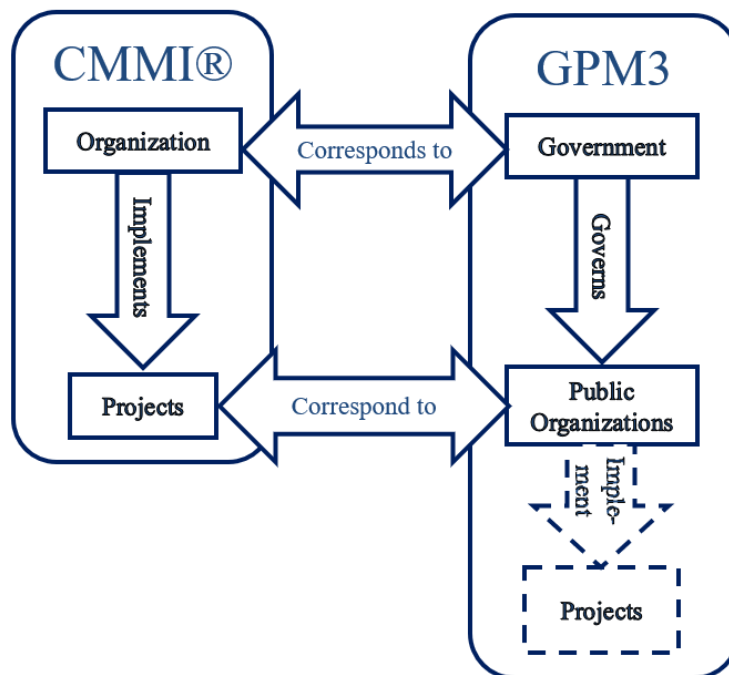 CMMI®
GPM3
Organization
Corresponds to
Government
Implements
Governs
Projects
Correspond to
Public
Organizations
Imple-
ment
Projects